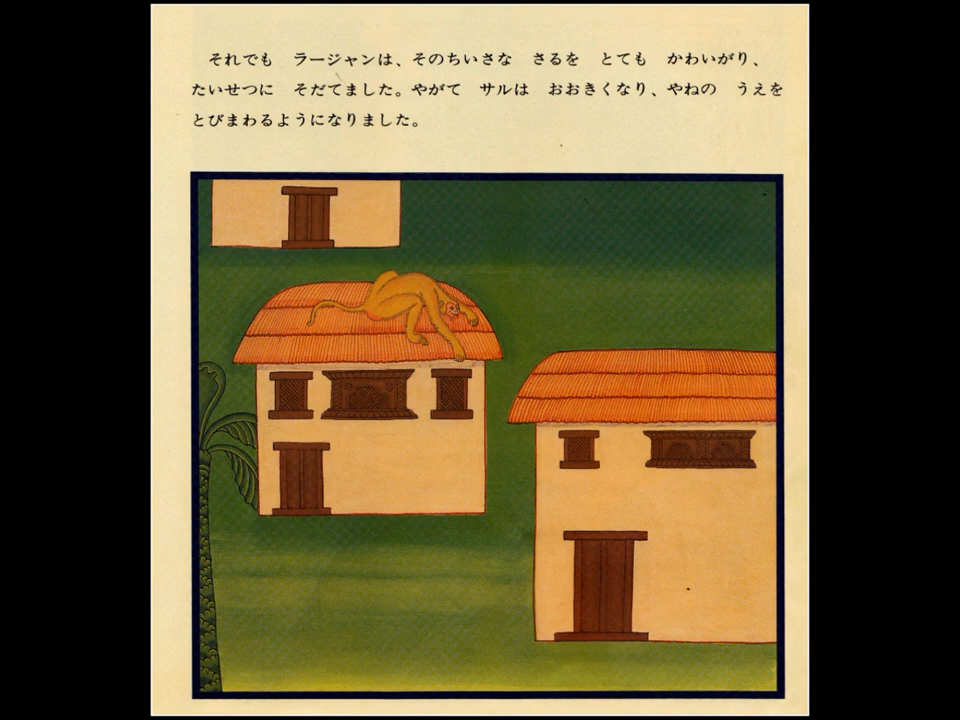 それでも　ラージャンは、そのちいさな　さるを　とても　かわいがり、
たいせつに　そだてました。やがて　サルは　おおきくなり、やねの　うえを
とびまわるようになりました。